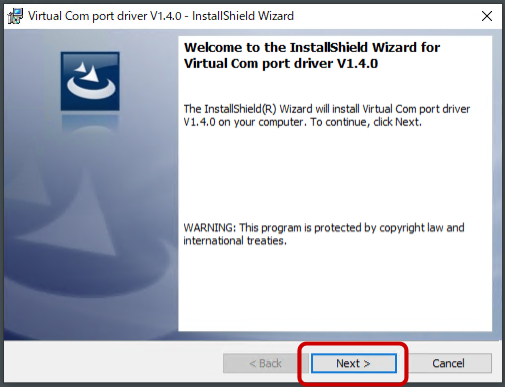 Virtual Com port driver V1.4.0 - InstallShield Wizard
Welcome to the InstallShield Wizard for
Virtual Com port driver V1.4.0
The InstallShield(R) Wizard will install Virtual Com port driver
V1.4.0 on your computer. To continue, click Next.
WARNING: This program is protected by copyright law and
international treaties.
< Back
Next >
Cancel